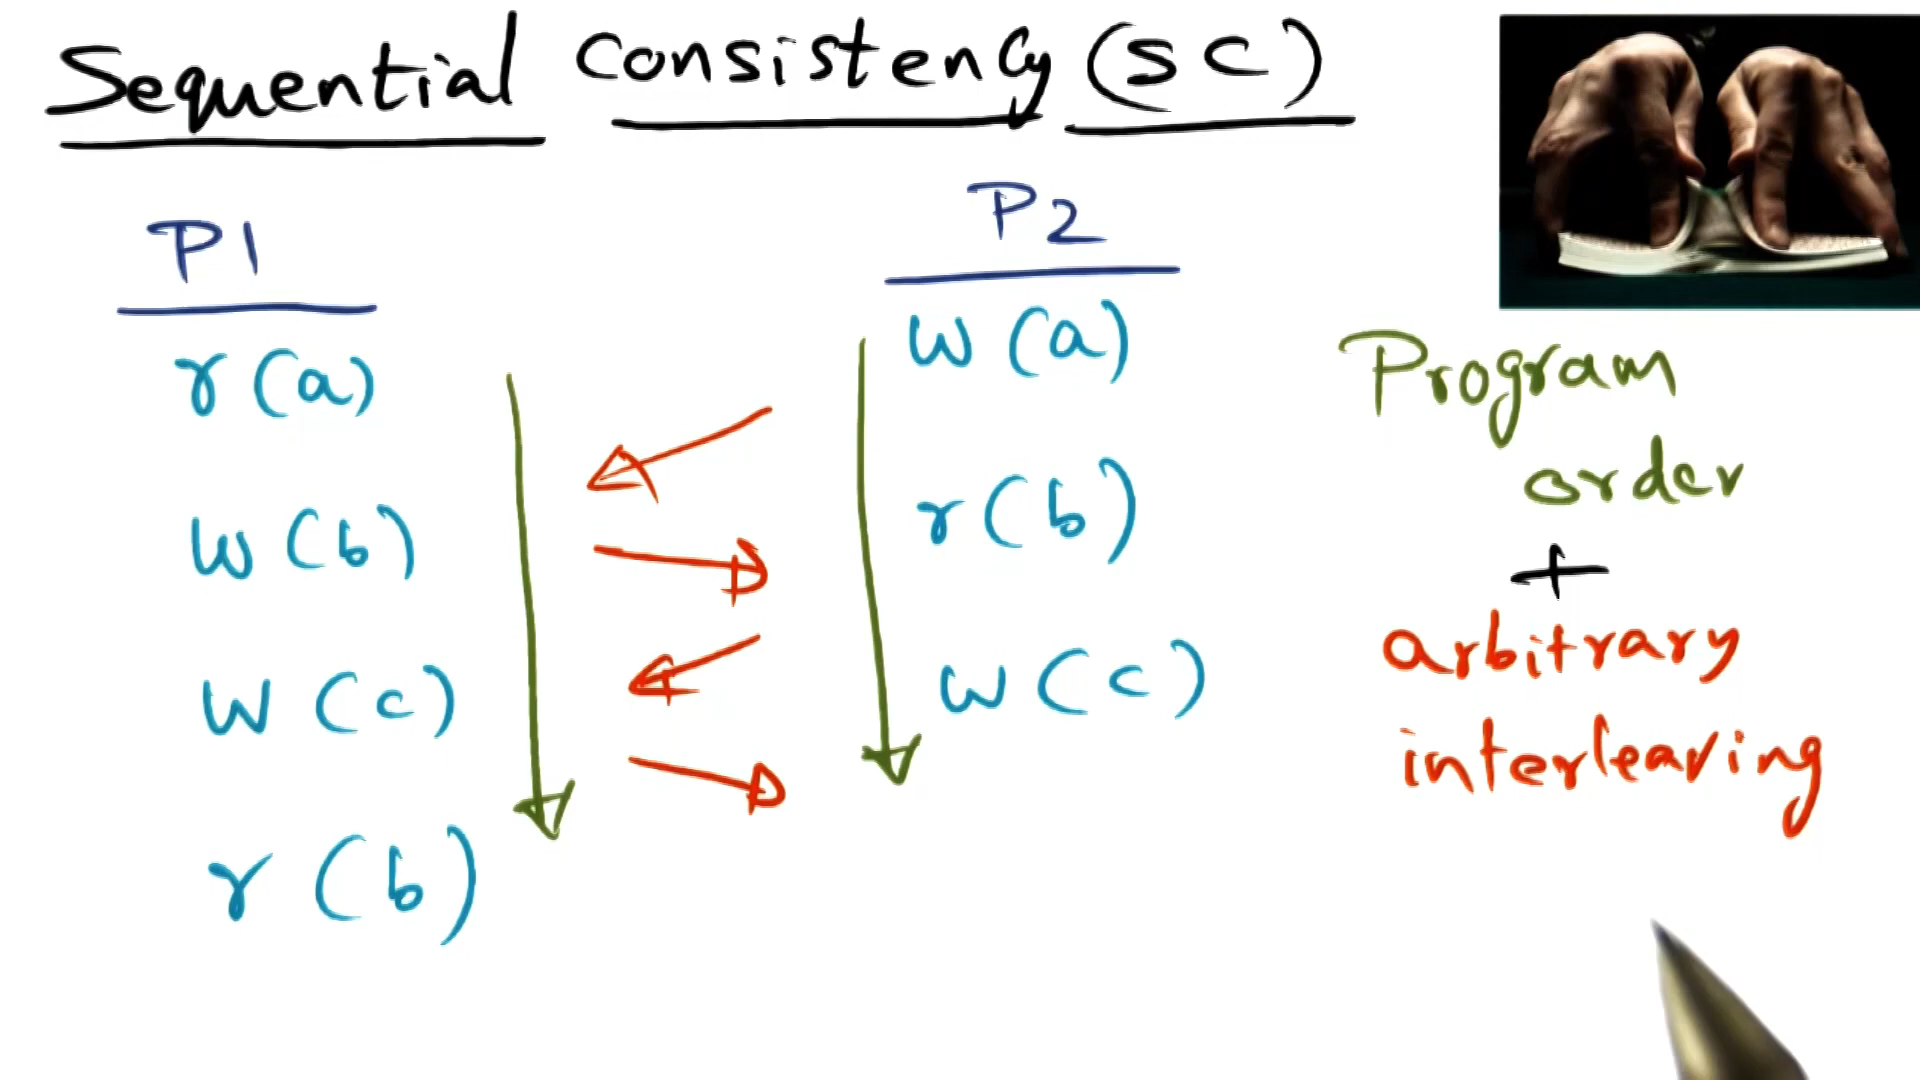 Sequential Consistency (SC)
P1
r(a)
w(b)
w(c)
r(b)
P2
w(a)
r(b)
w(c)
Program
order
+
arbitrary
interleaving